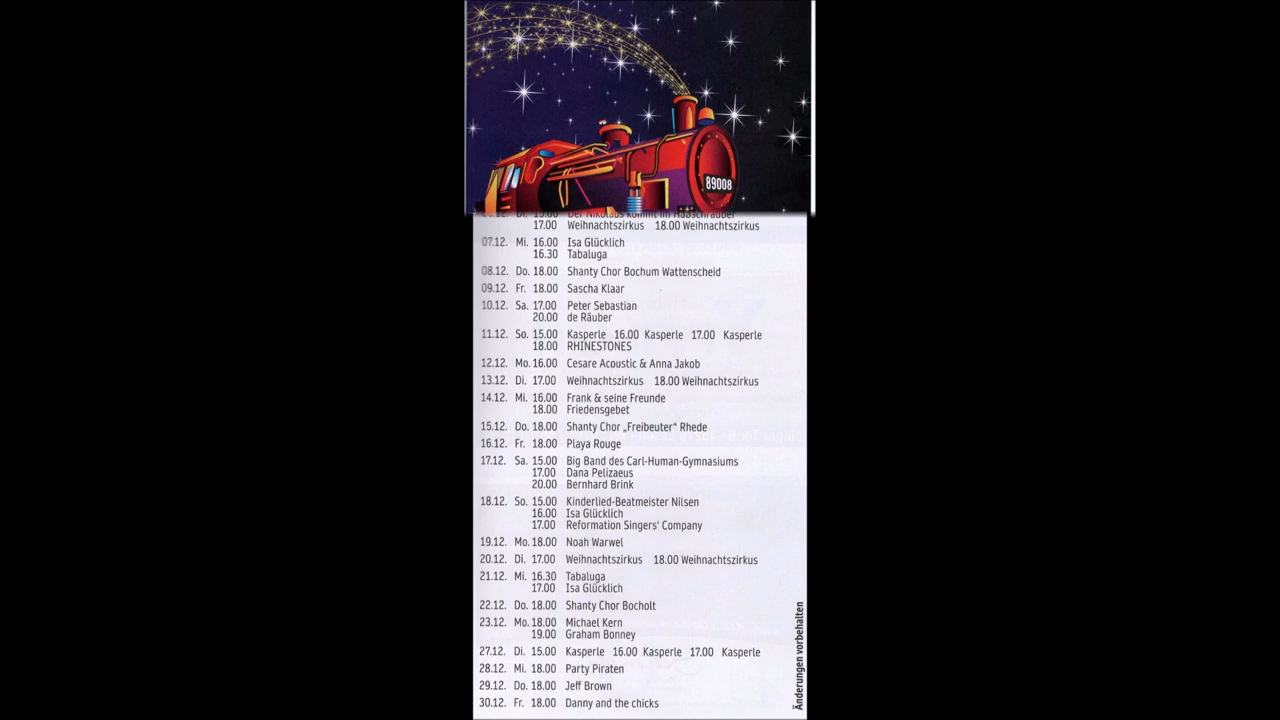 89008
06.12. Di. 15.00 Der Nikolaus kommt im Hubschrauber
17.00 Weihnachtszirkus 18.00 Weihnachtszirkus
07.12. Mi. 16.00 Isa Glücklich
16.30 Tabaluga
08.12. Do. 18.00 Shanty Chor Bochum Wattenscheid
09.12. Fr. 18.00 Sascha Klaar
10.12. Sa. 17.00 Peter Sebastian
20.00 de Räuber
11.12. So. 15.00 Kasperle 16.00 Kasperle 17.00 Kasperle
18.00 RHINESTONES
12.12. Mo. 16.00 Cesare Acoustic & Anna Jakob
13.12. Di. 17.00 Weihnachtszirkus 18.00 Weihnachtszirkus
14.12. Mi. 16.00 Frank & seine Freunde
18.00 Friedensgebet
15.12. Do. 18.00 Shanty Chor „Freibeuter“ Rhede
16.12. Fr. 18.00 Playa Rouge
17.12. Sa. 15.00 Big Band des Carl-Human-Gymnasiums
17.00 Dana Pelizaeus
20.00 Bernhard Brink
18.12. So. 15.00 Kinderlied-Beatmeister Nilsen
16.00 Isa Glücklich
17.00 Reformation Singers' Company
19.12. Mo. 18.00 Noah Warwel
20.12. Di. 17.00 Weihnachtszirkus 18.00 Weihnachtszirkus
21.12. Mi. 16.30 Tabaluga
17.00 Isa Glücklich
22.12. Do. 18.00 Shanty Chor Bocholt
23.12. Mo. 18.00 Michael Kern
19.00 Graham Bonney
27.12. Di. 15.00 Kasperle 16.00 Kasperle 17.00 Kasperle
28.12. Mi. 18.00 Party Piraten
29.12. Do. 18.00 Jeff Brown
30.12. Fr. 18.00 Danny and the chicks
Änderungen vorbehalten